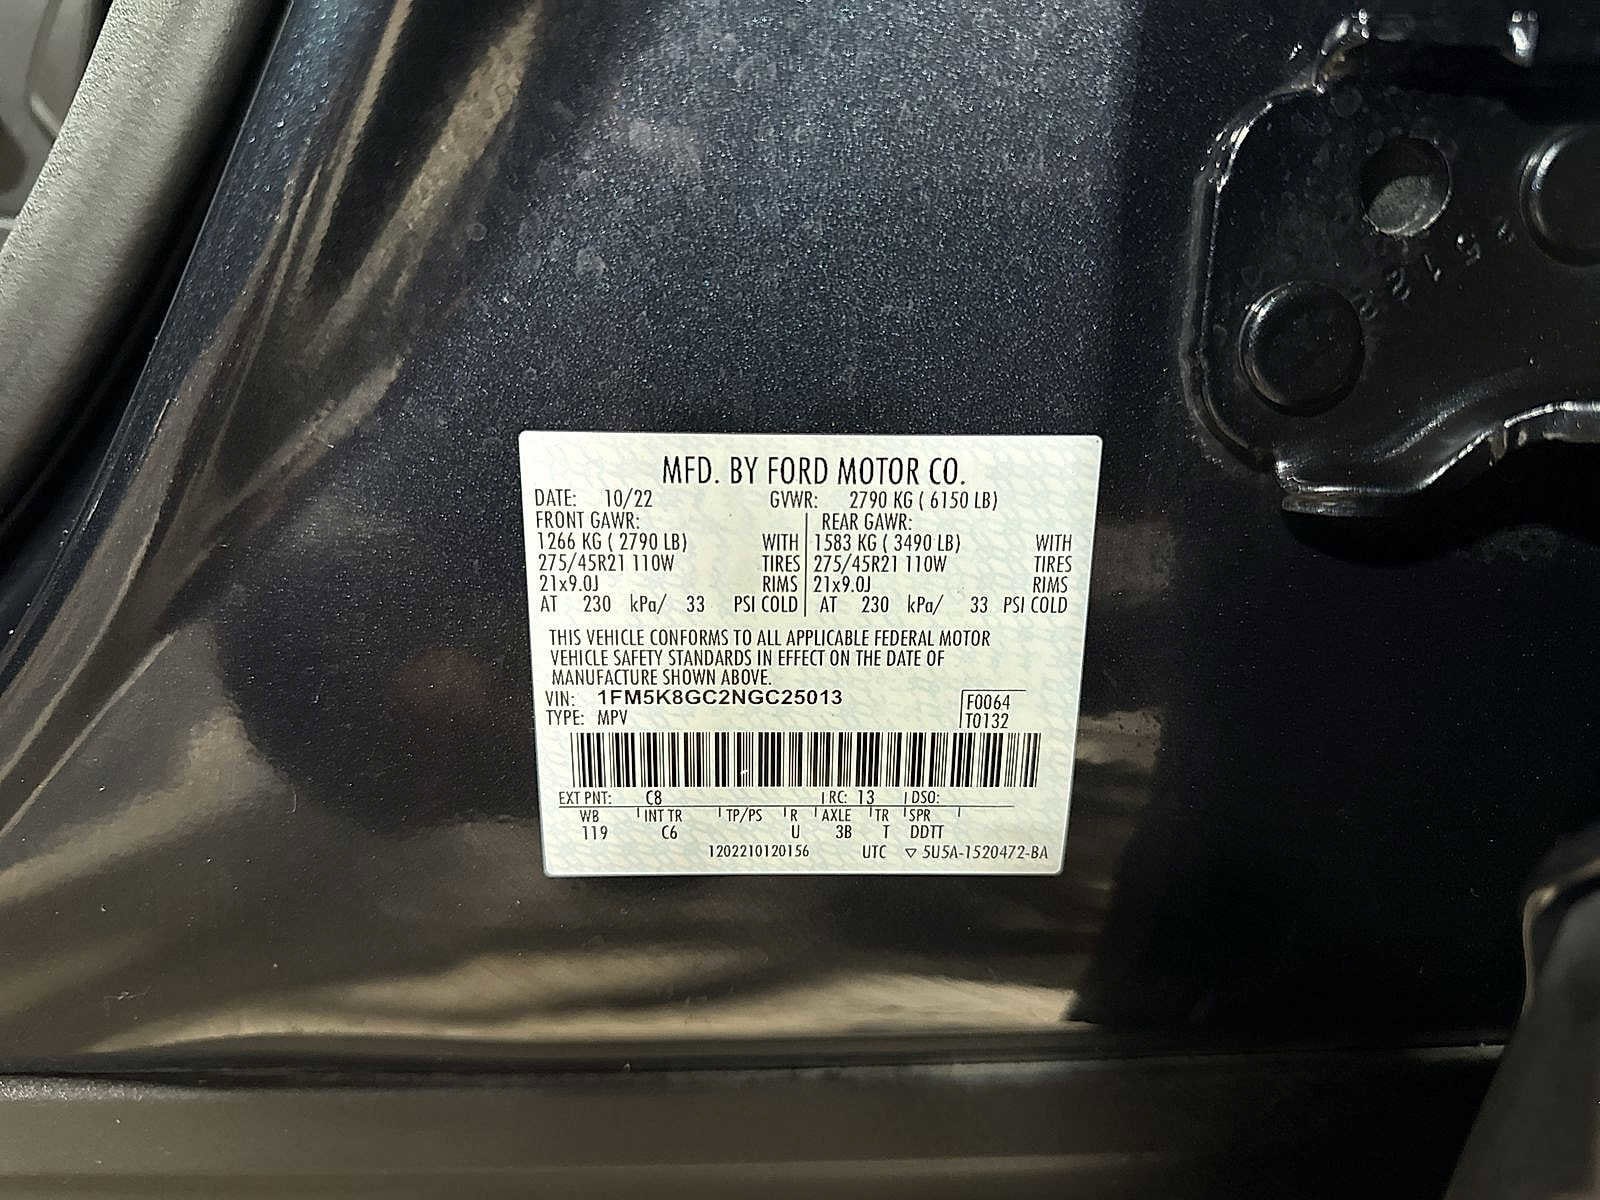 MFD. BY FORD MOTOR CO.
DATE: 10/22 GVWR: 2790 KG ( 6150 LB)
FRONT GAWR: REAR GAWR:
1266 KG ( 2790 LB) WITH 1583 KG ( 3490 LB) WITH
275/45R21 110W TIRES 275/45R21 110W TIRES
21x9.0J RIMS 21x9.0J RIMS
AT 230 kPa/ 33 PSI COLD AT 230 kPa/ 33 PSI COLD
THIS VEHICLE CONFORMS TO ALL APPLICABLE FEDERAL MOTOR
VEHICLE SAFETY STANDARDS IN EFFECT ON THE DATE OF
MANUFACTURE SHOWN ABOVE.
VIN: 1FM5K8GC2NGC25013 F0064
TYPE: MPV T0132
EXT PNT: C8 RC: 13 DSO:
WB INT TR TP/PS R AXLE TR SPR
119 C6 U 3B T DDTT
1202210120156 UTC ▽ 5U5A-1520472-BA